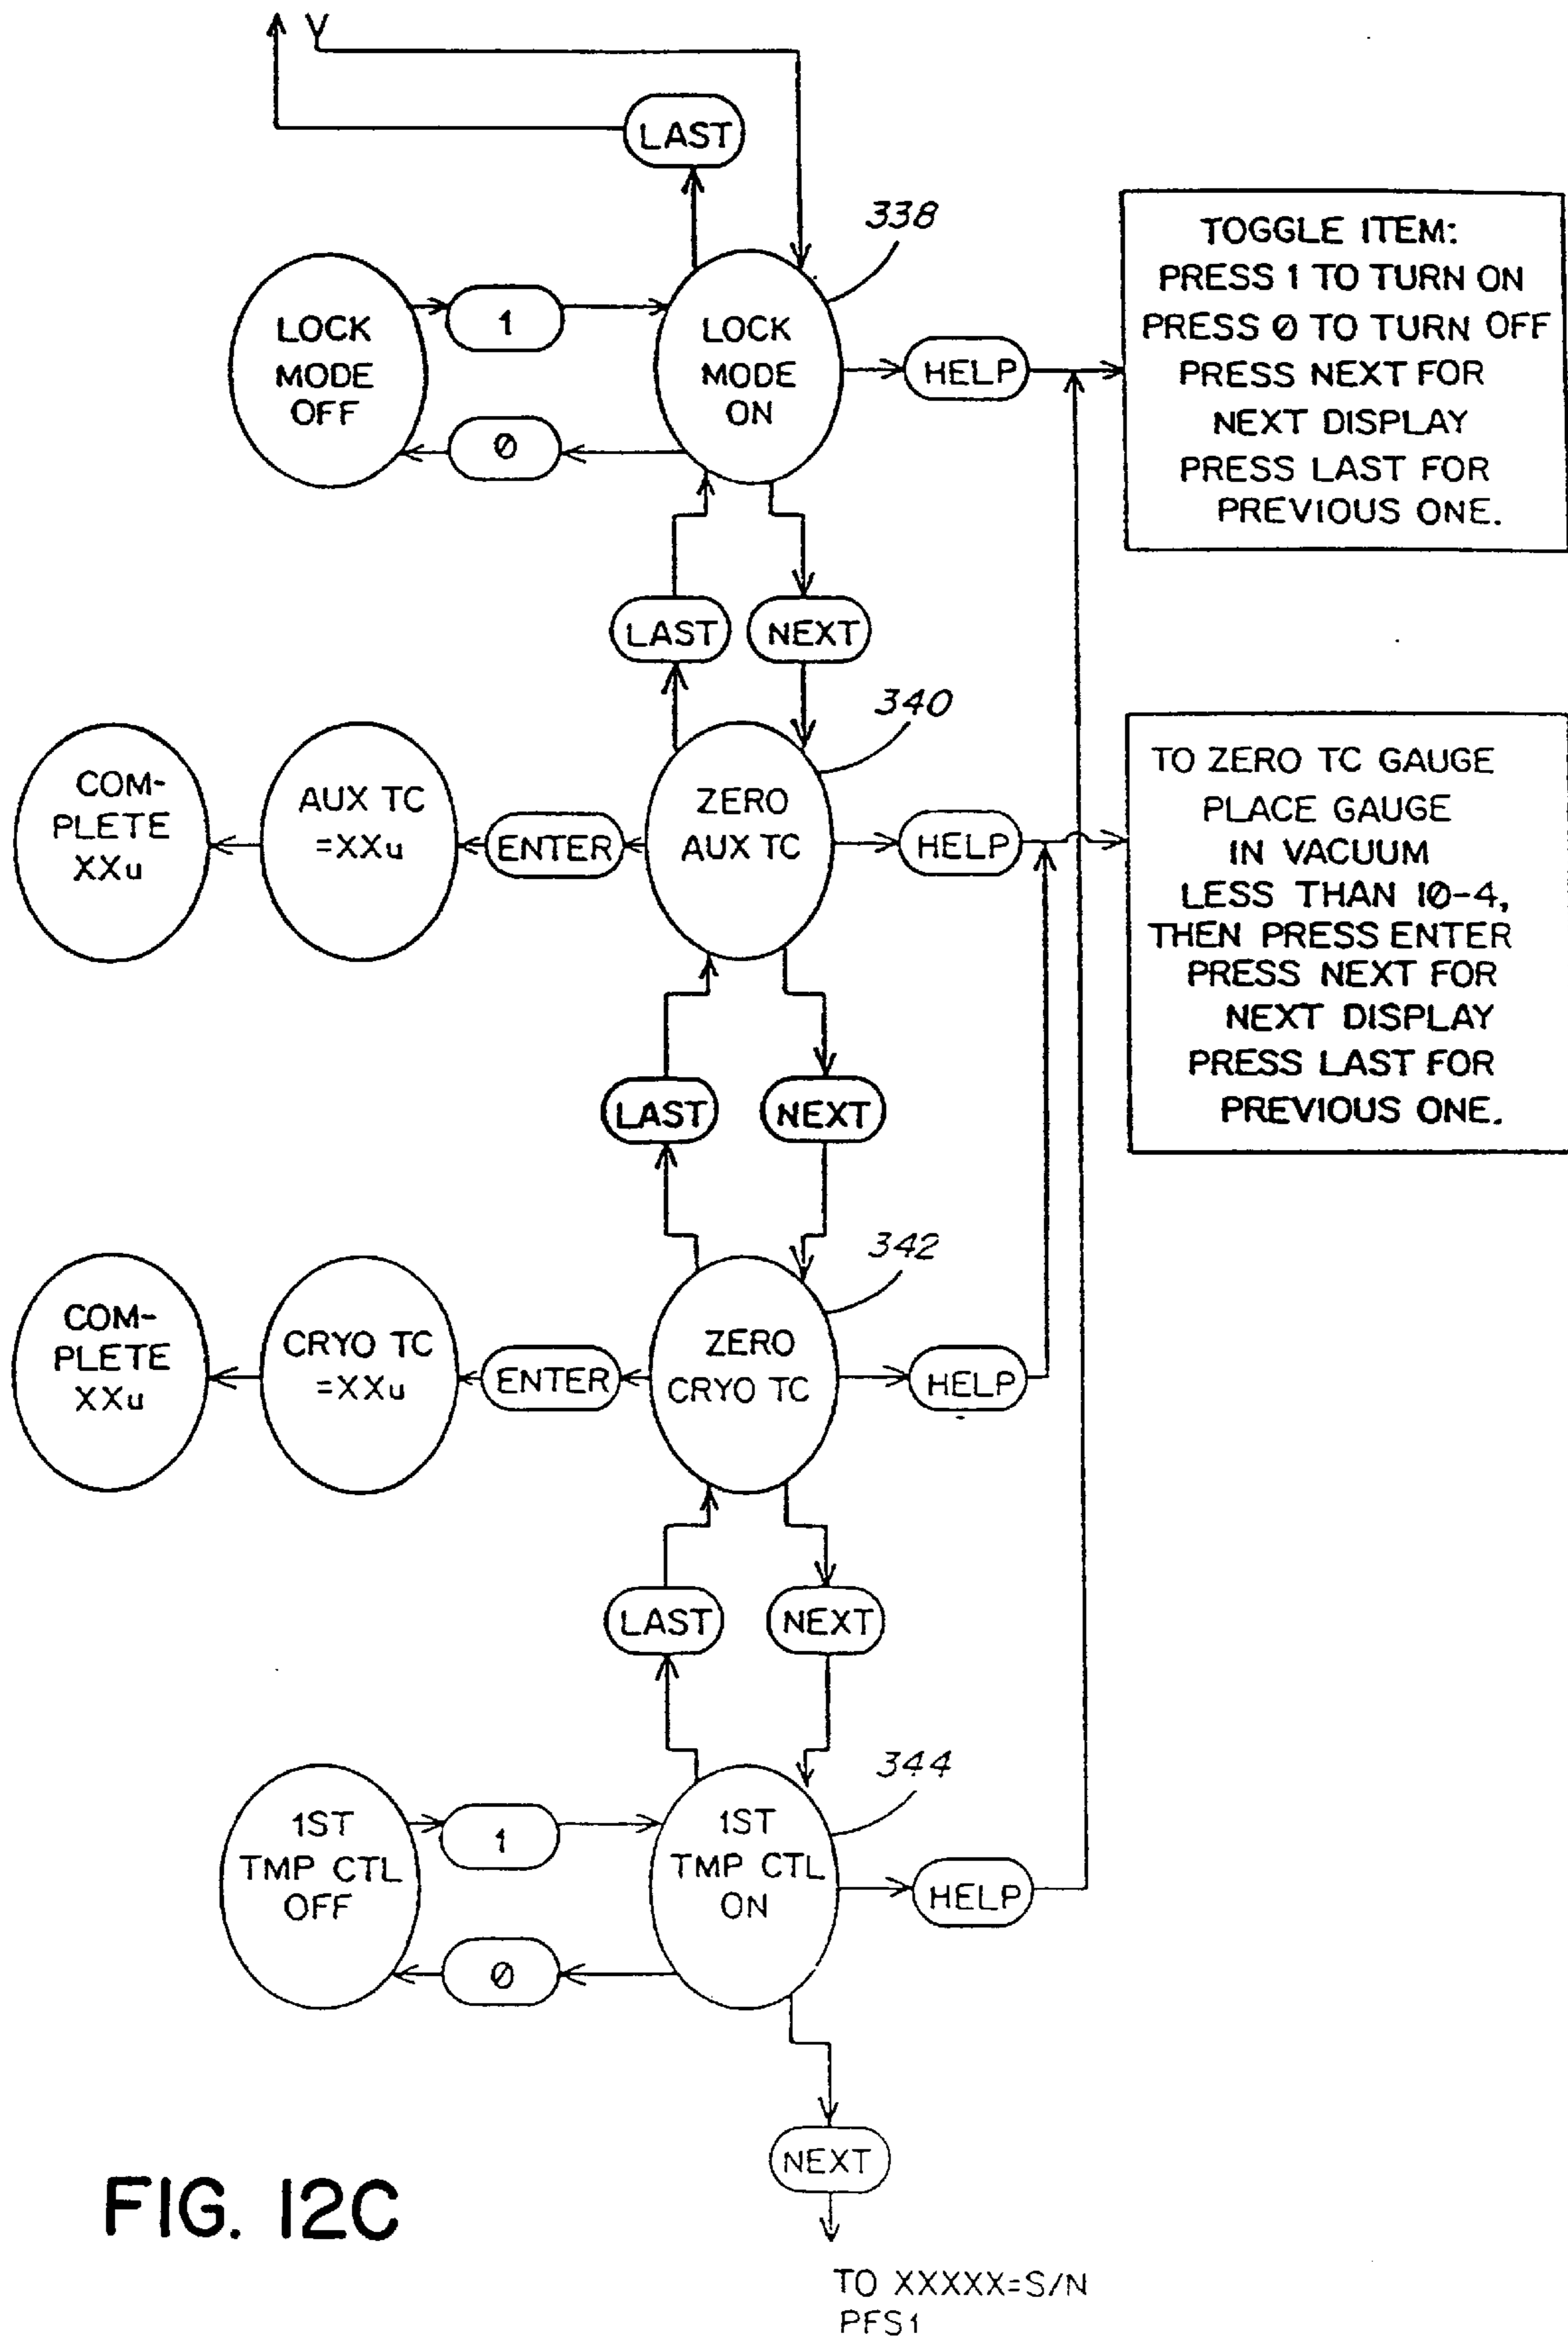 V
LAST
338
LOCK
MODE
OFF
1
0
LOCK
MODE
ON
HELP
TOGGLE ITEM:
PRESS 1 TO TURN ON
PRESS 0 TO TURN OFF
PRESS NEXT FOR
NEXT DISPLAY
PRESS LAST FOR
PREVIOUS ONE.
LAST
NEXT
340
COM-
PLETE
XXu
AUX TC
=XXu
ENTER
ZERO
AUX TC
HELP
TO ZERO TC GAUGE
PLACE GAUGE
IN VACUUM
LESS THAN 10-4,
THEN PRESS ENTER
PRESS NEXT FOR
NEXT DISPLAY
PRESS LAST FOR
PREVIOUS ONE.
LAST
NEXT
342
COM-
PLETE
XXu
CRYO TC
=XXu
ENTER
ZERO
CRYO TC
HELP
LAST
NEXT
344
1ST
TMP CTL
OFF
1
0
1ST
TMP CTL
ON
HELP
NEXT
FIG. 12C
TO XXXXX=S/N
PFS1